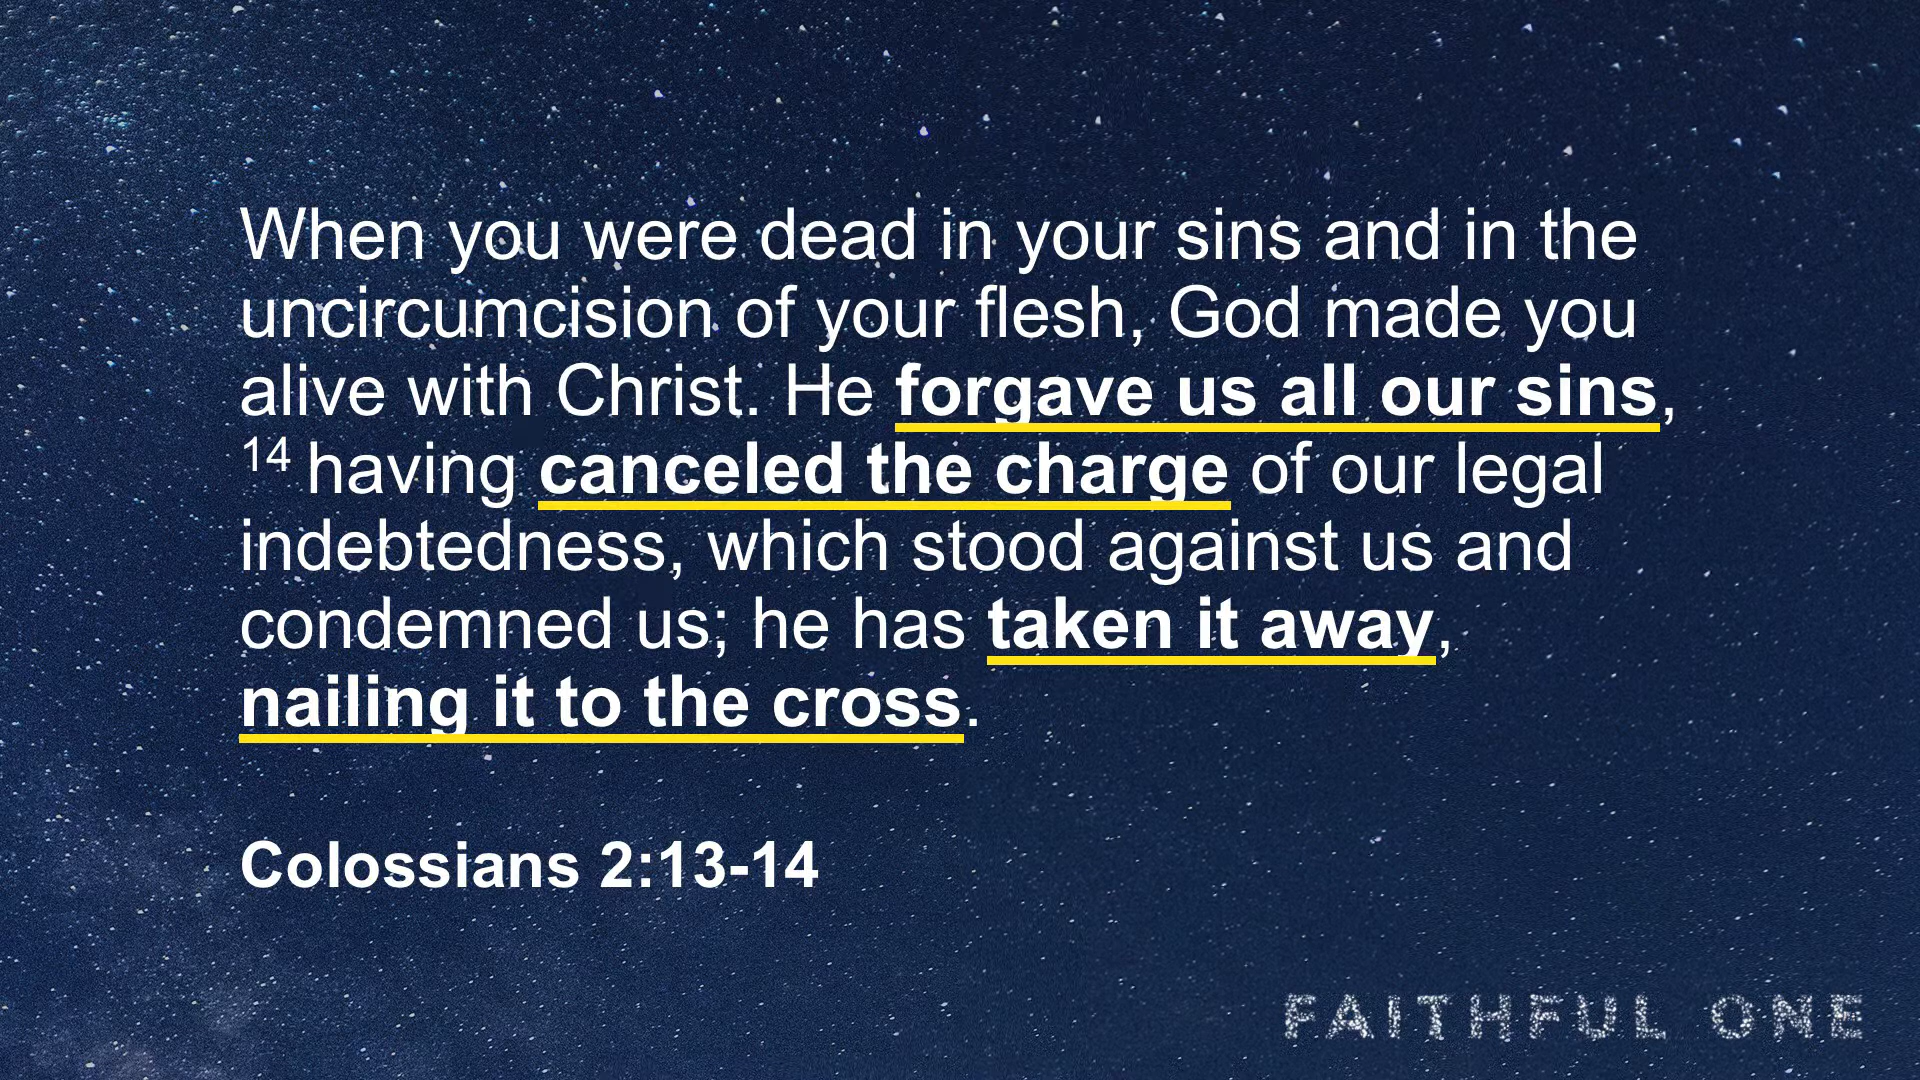 When you were dead in your sins and in the
uncircumcision of your flesh, God made you
alive with Christ. He forgave us all our sins,
14 having canceled the charge of our legal
indebtedness, which stood against us and
condemned us; he has taken it away,
nailing it to the cross.
Colossians 2:13-14
FAITHFUL ONE